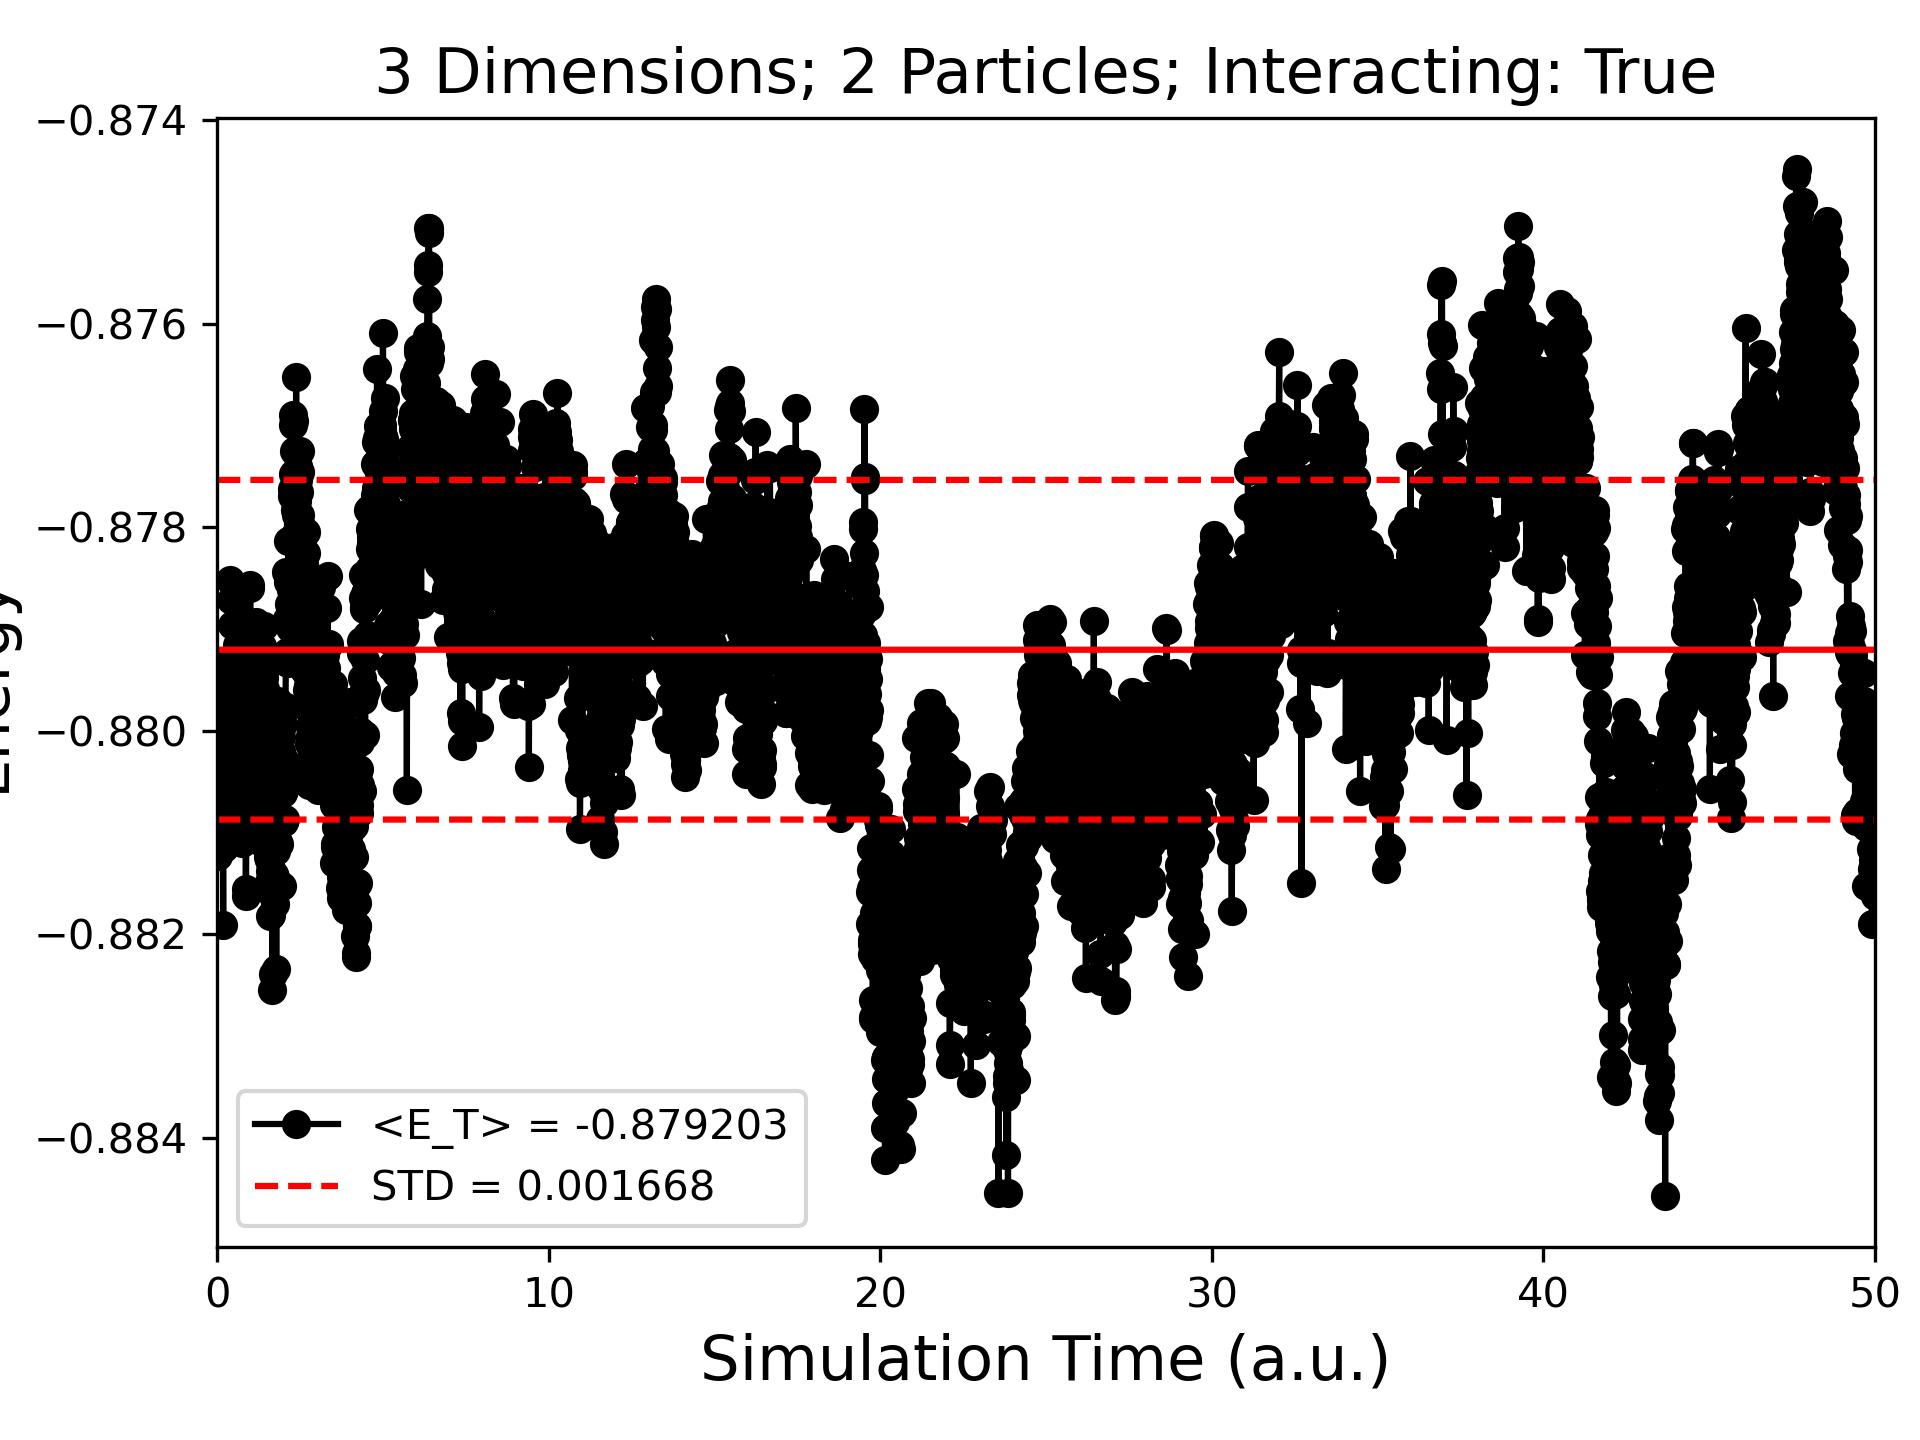 3 Dimensions; 2 Particles; Interacting: True
−0.874
−0.876
−0.878
−0.880
−0.882
−0.884
Energy
<E_T> = -0.879203
STD = 0.001668
0 10 20 30 40 50
Simulation Time (a.u.)